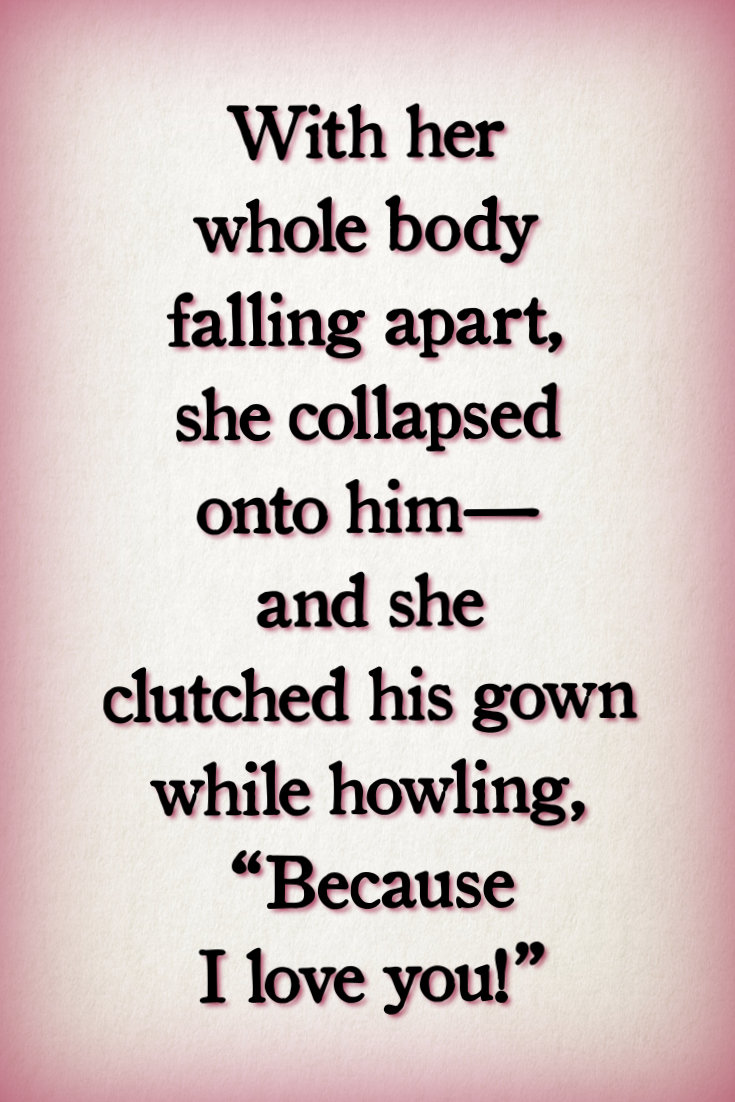 With her
whole body
falling apart,
she collapsed
onto him—
and she
clutched his gown
while howling,
“Because
I love you!”